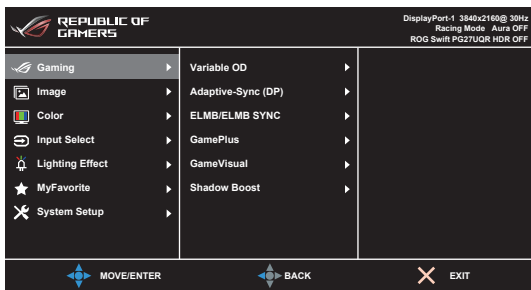 REPUBLIC OF
GAMERS
DisplayPort-1 3840x2160@ 30Hz
Racing Mode Aura OFF
ROG Swift PG27UQR HDR OFF
Gaming
Image
Color
Input Select
Lighting Effect
MyFavorite
System Setup
Variable OD
Adaptive-Sync (DP)
ELMB/ELMB SYNC
GamePlus
GameVisual
Shadow Boost
MOVE/ENTER
BACK
EXIT